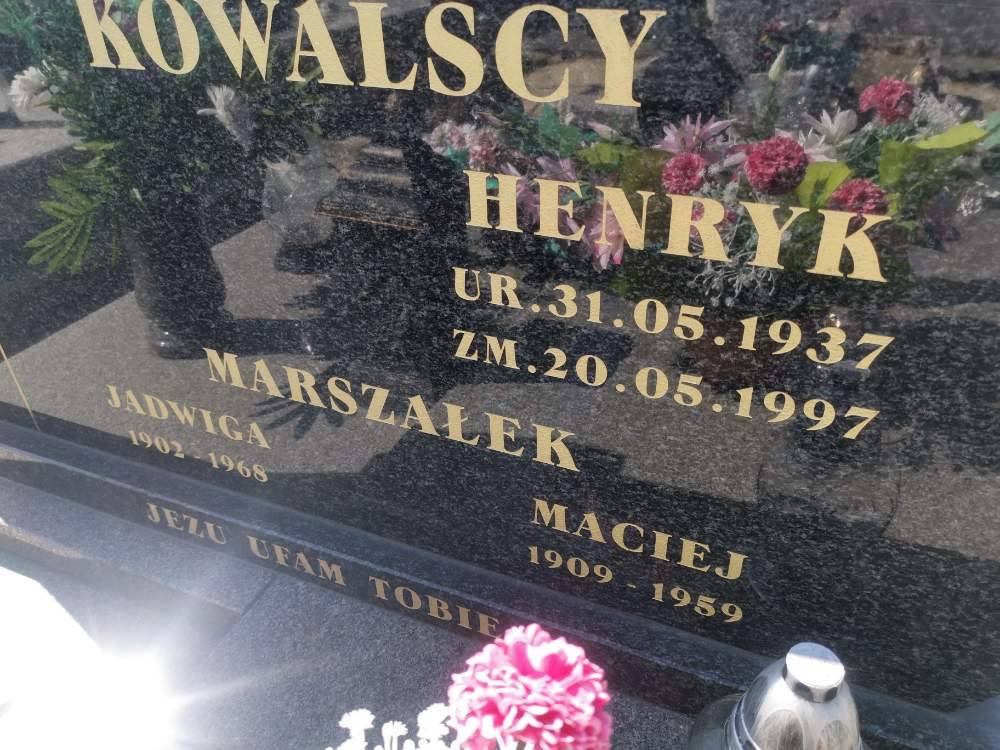 KOWALSCY
HENRYK
UR.31.05.1937
ZM.20.05.1997
MARSZAŁEK
JADWIGA
1902 - 1968
MACIEJ
1909 - 1959
JEZU UFAM TOBIE